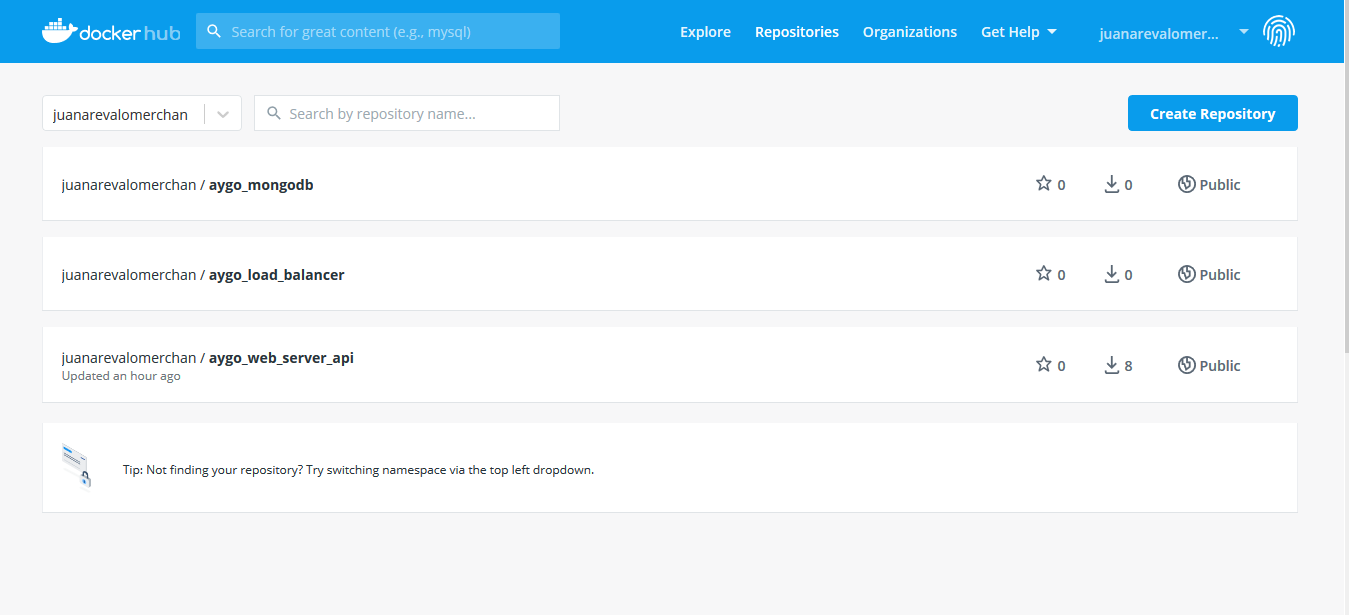 docker hub Search for great content (e.g., mysql) Explore Repositories Organizations Get Help juanarevalomer...
juanarevalomerchan Search by repository name... Create Repository
juanarevalomerchan / aygo_mongodb 0 0 Public
juanarevalomerchan / aygo_load_balancer 0 0 Public
juanarevalomerchan / aygo_web_server_api 0 8 Public
Updated an hour ago
Tip: Not finding your repository? Try switching namespace via the top left dropdown.